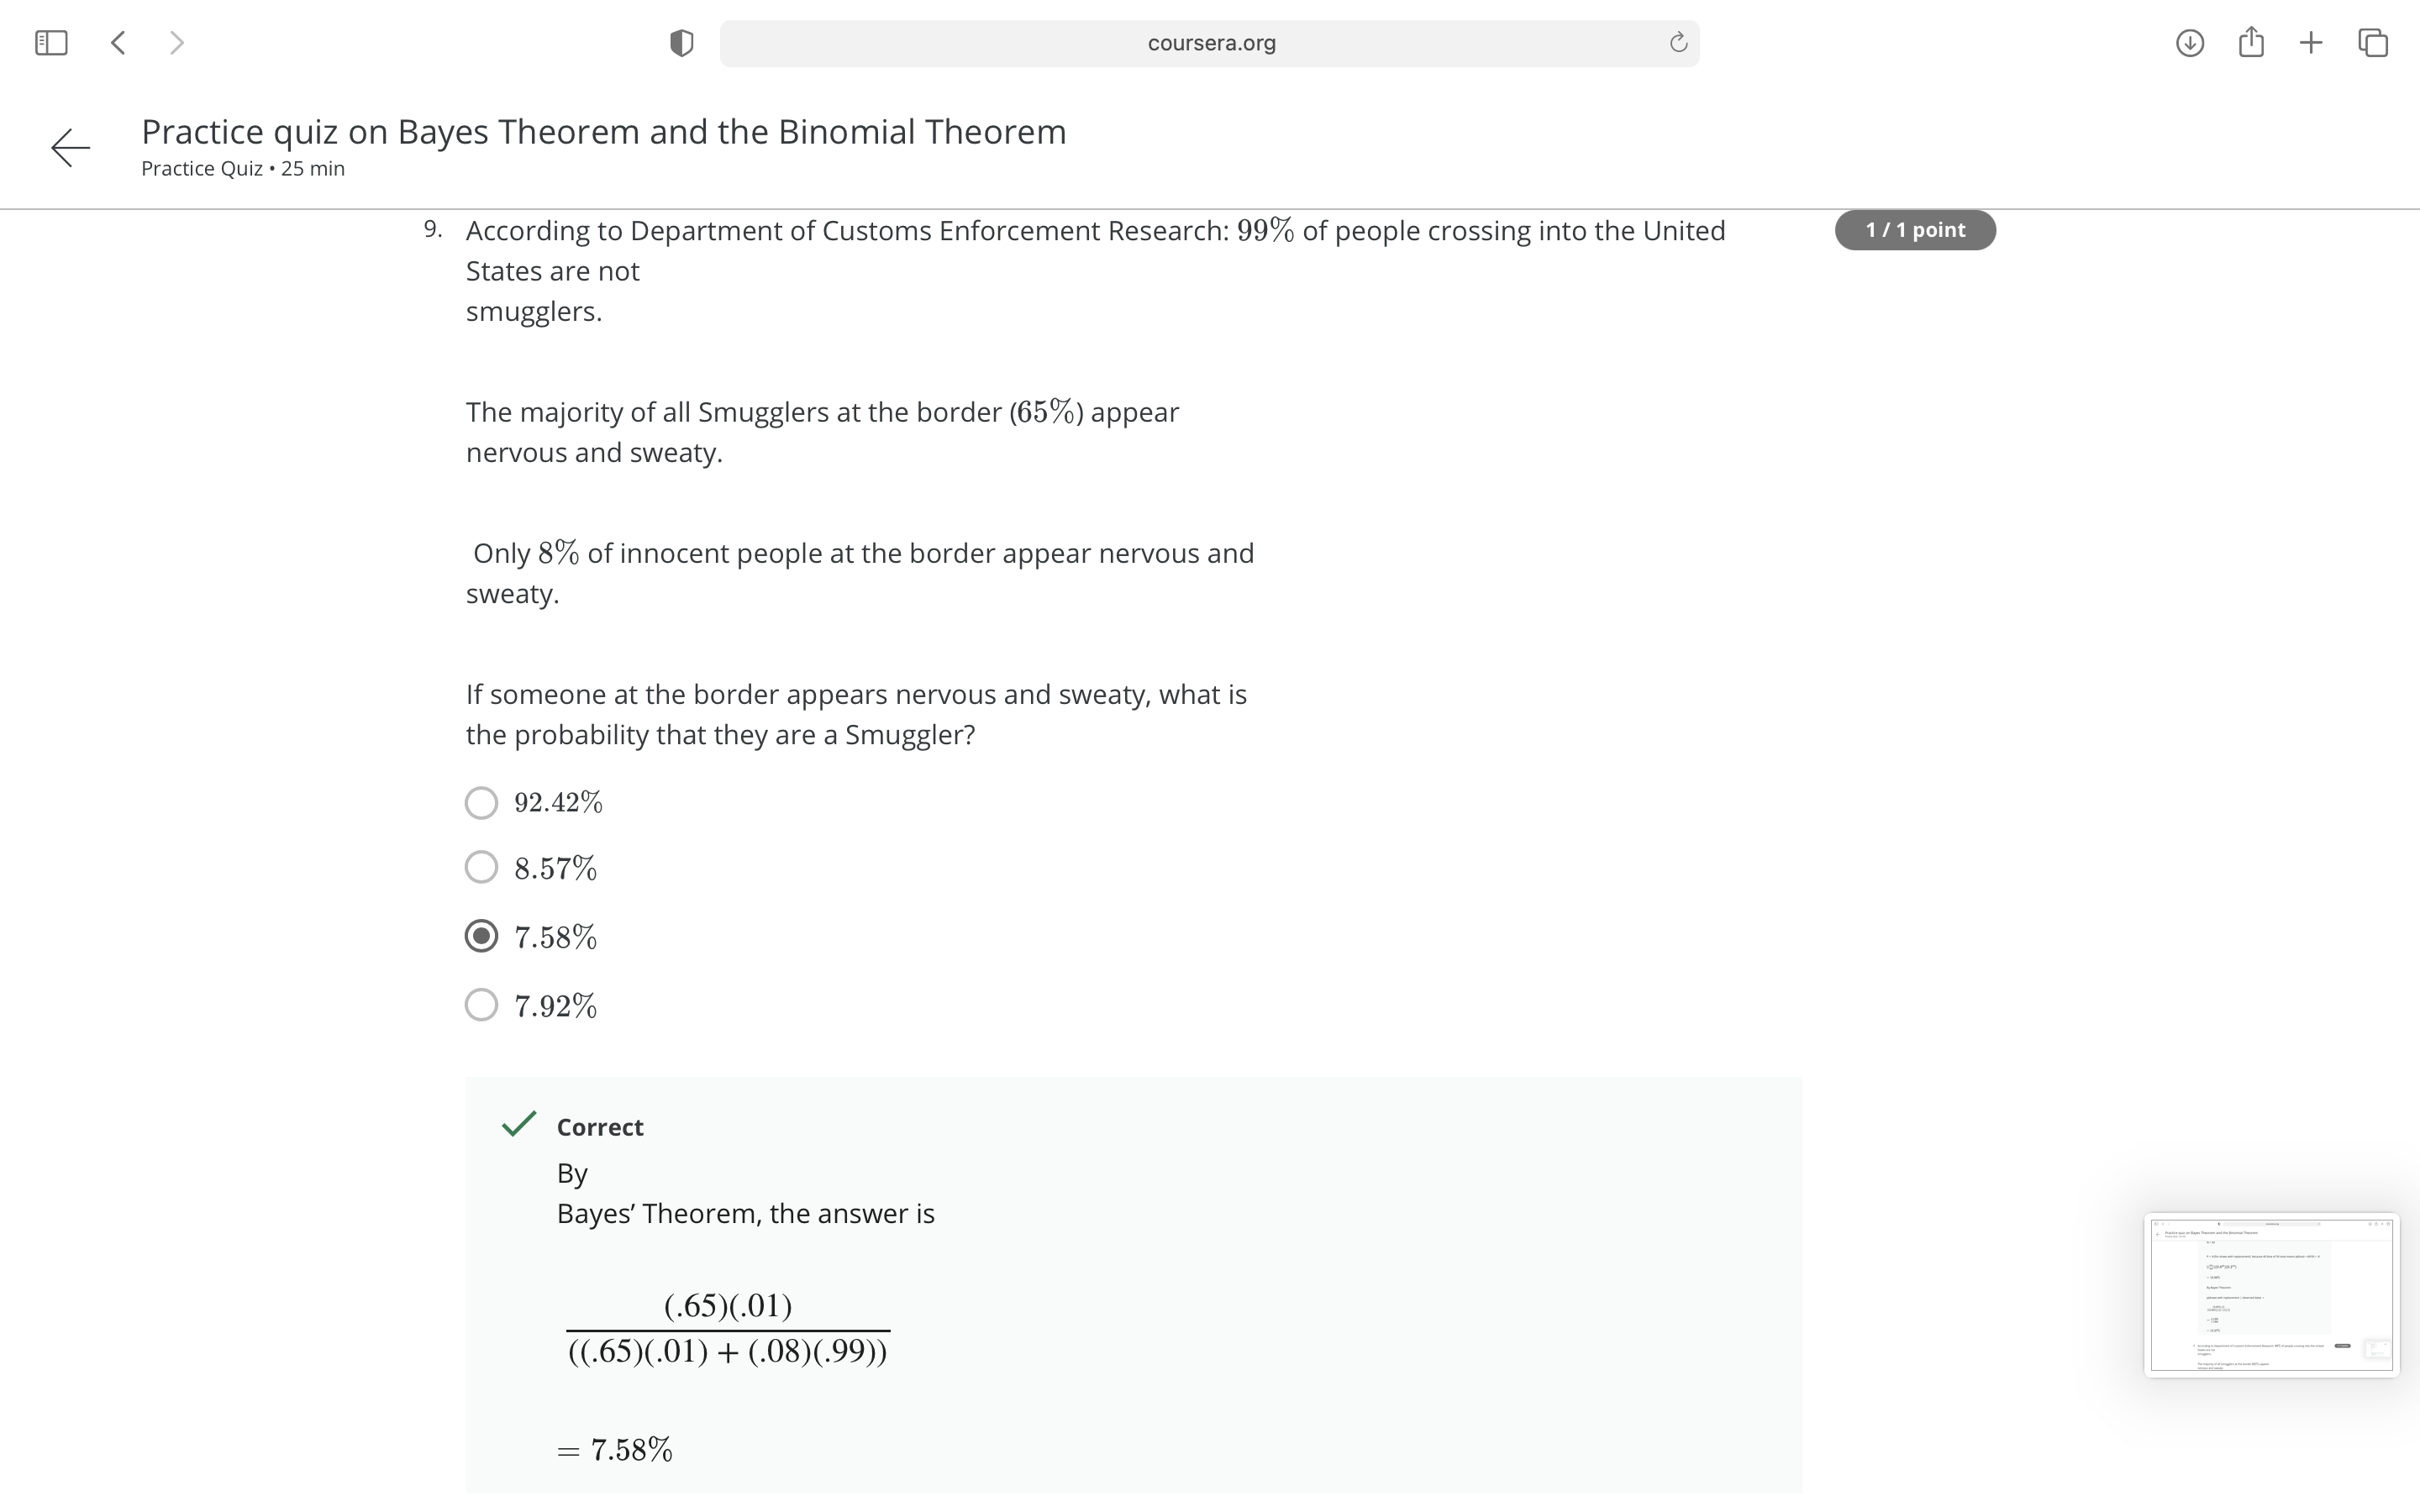 coursera.org
Practice quiz on Bayes Theorem and the Binomial Theorem
Practice Quiz • 25 min
9. According to Department of Customs Enforcement Research: 99% of people crossing into the United
1 / 1 point
States are not
smugglers.
The majority of all Smugglers at the border (65%) appear
nervous and sweaty.
Only 8% of innocent people at the border appear nervous and
sweaty.
If someone at the border appears nervous and sweaty, what is
the probability that they are a Smuggler?
92.42%
8.57%
7.58%
7.92%
Correct
By
Bayes’ Theorem, the answer is
(.65)(.01)
((.65)(.01) + (.08)(.99))
= 7.58%